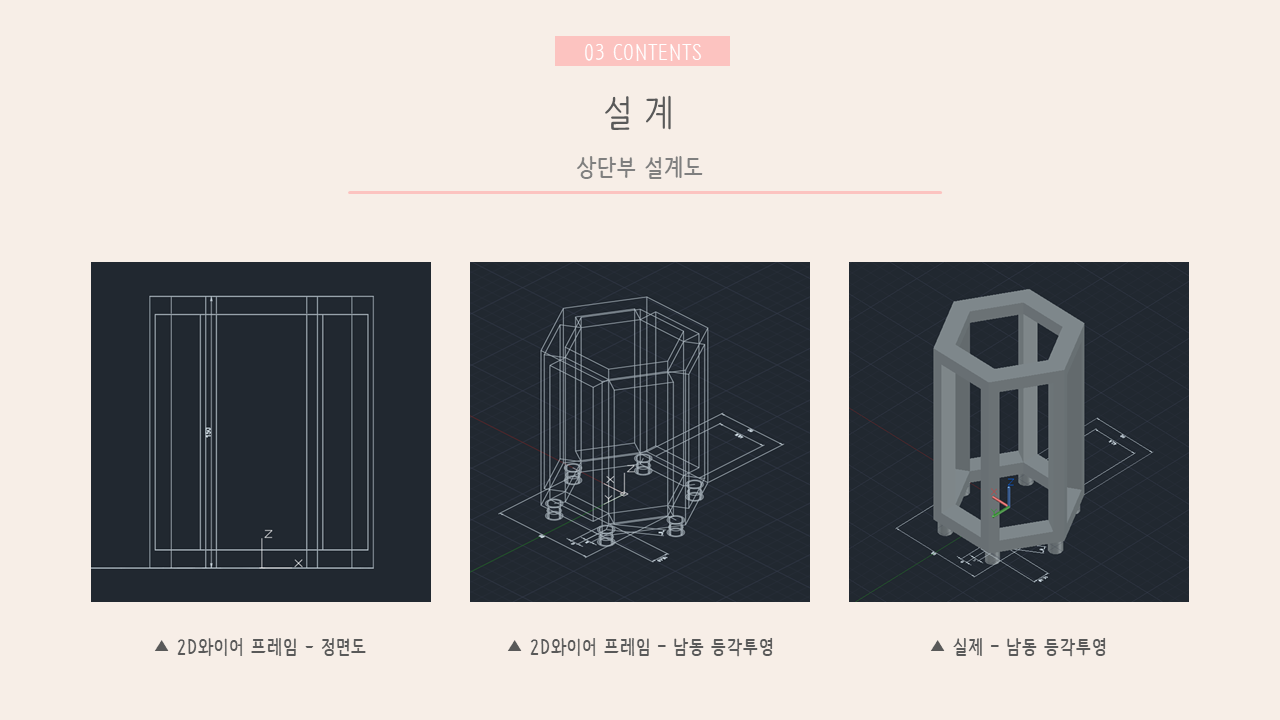 03 CONTENTS
설 계
상단부 설계도
150
Z
X
Z
X
Y
Z
▲ 2D와이어 프레임 - 정면도
▲ 2D와이어 프레임 - 남동 등각투영
▲ 실제 - 남동 등각투영